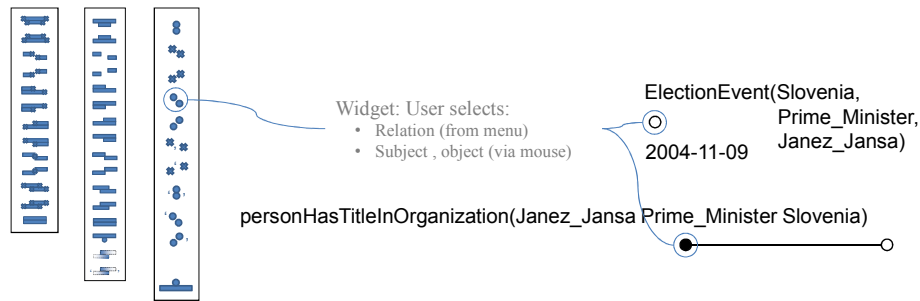 Widget: User selects:
• Relation (from menu)
• Subject , object (via mouse)
ElectionEvent(Slovenia,
Prime_Minister,
Janez_Jansa)
2004-11-09
personHasTitleInOrganization(Janez_Jansa Prime_Minister Slovenia)